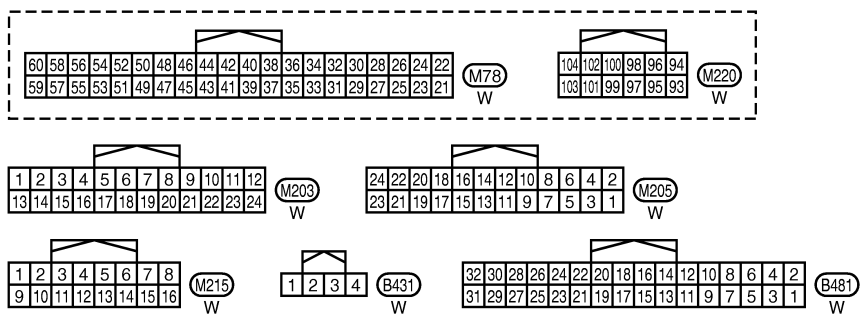 60 58 56 54 52 50 48 46 44 42 40 38 36 34 32 30 28 26 24 22
59 57 55 53 51 49 47 45 43 41 39 37 35 33 31 29 27 25 23 21
M78
W
104 102 100 98 96 94
103 101 99 97 95 93
M220
W
1 2 3 4 5 6 7 8 9 10 11 12
13 14 15 16 17 18 19 20 21 22 23 24
M203
W
24 22 20 18 16 14 12 10 8 6 4 2
23 21 19 17 15 13 11 9 7 5 3 1
M205
W
1 2 3 4 5 6 7 8
9 10 11 12 13 14 15 16
M215
W
1 2 3 4
B431
W
32 30 28 26 24 22 20 18 16 14 12 10 8 6 4 2
31 29 27 25 23 21 19 17 15 13 11 9 7 5 3 1
B481
W